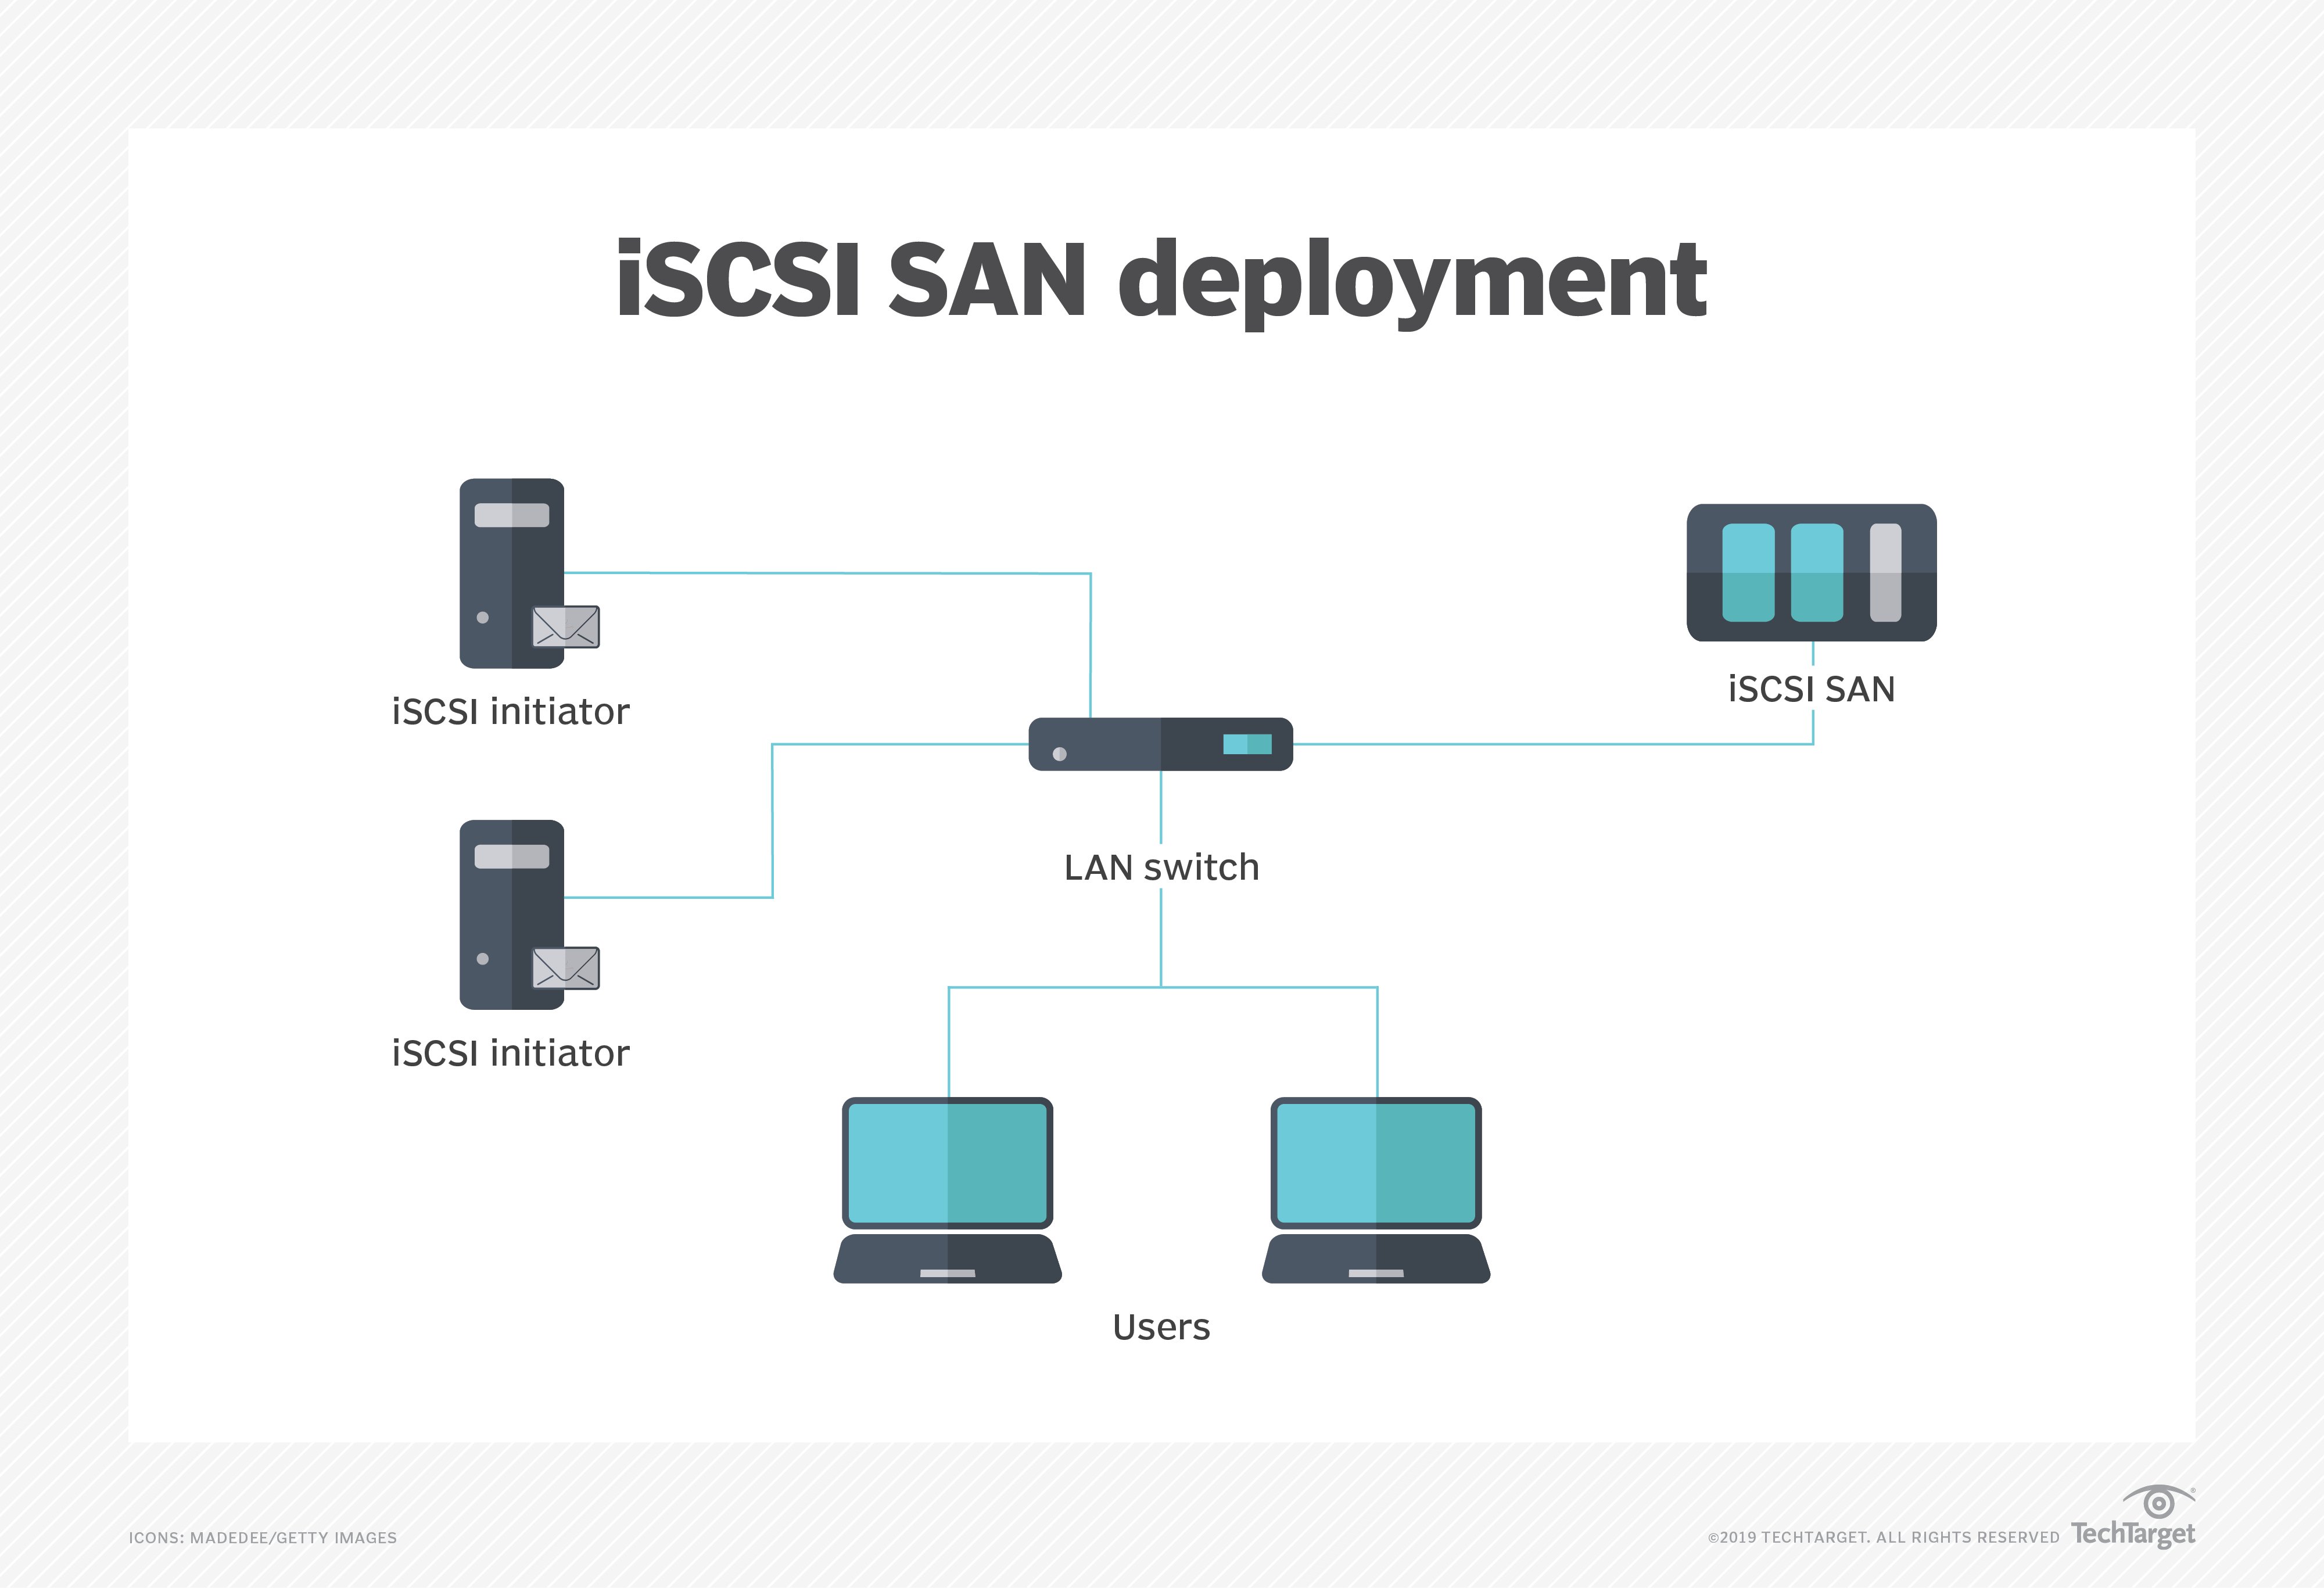 iSCSI SAN deployment
iSCSI initiator
iSCSI SAN
LAN switch
iSCSI initiator
Users
ICONS: MADEDEE/GETTY IMAGES
©2019 TECHTARGET. ALL RIGHTS RESERVED
TechTarget®